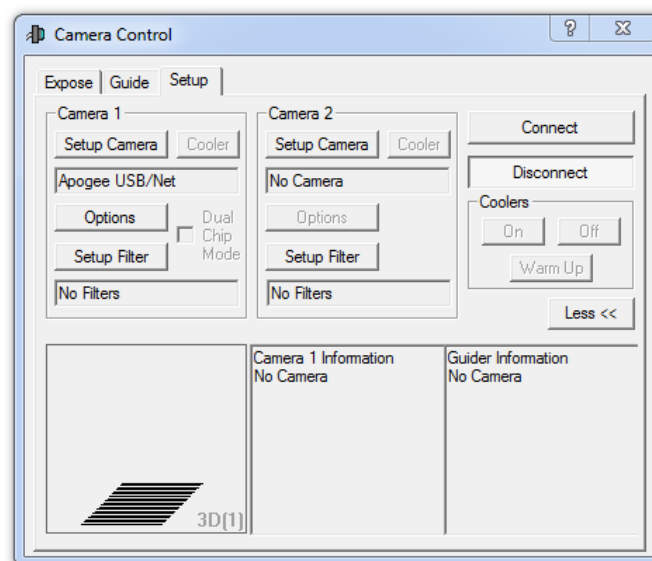 Camera Control
Expose
Guide
Setup
Camera 1
Setup Camera
Cooler
Apogee USB/Net
Options
Dual
Chip
Mode
Setup Filter
No Filters
Camera 2
Setup Camera
Cooler
No Camera
Options
Setup Filter
No Filters
Connect
Disconnect
Coolers
On
Off
Warm Up
Less <<
3D(1)
Camera 1 Information
No Camera
Guider Information
No Camera